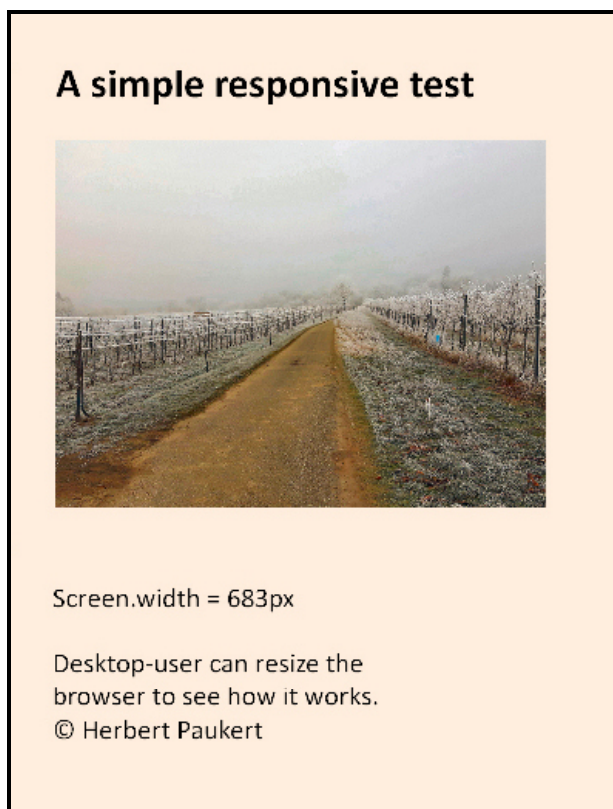 A simple responsive test
Screen.width = 683px
Desktop-user can resize the
browser to see how it works.
© Herbert Paukert